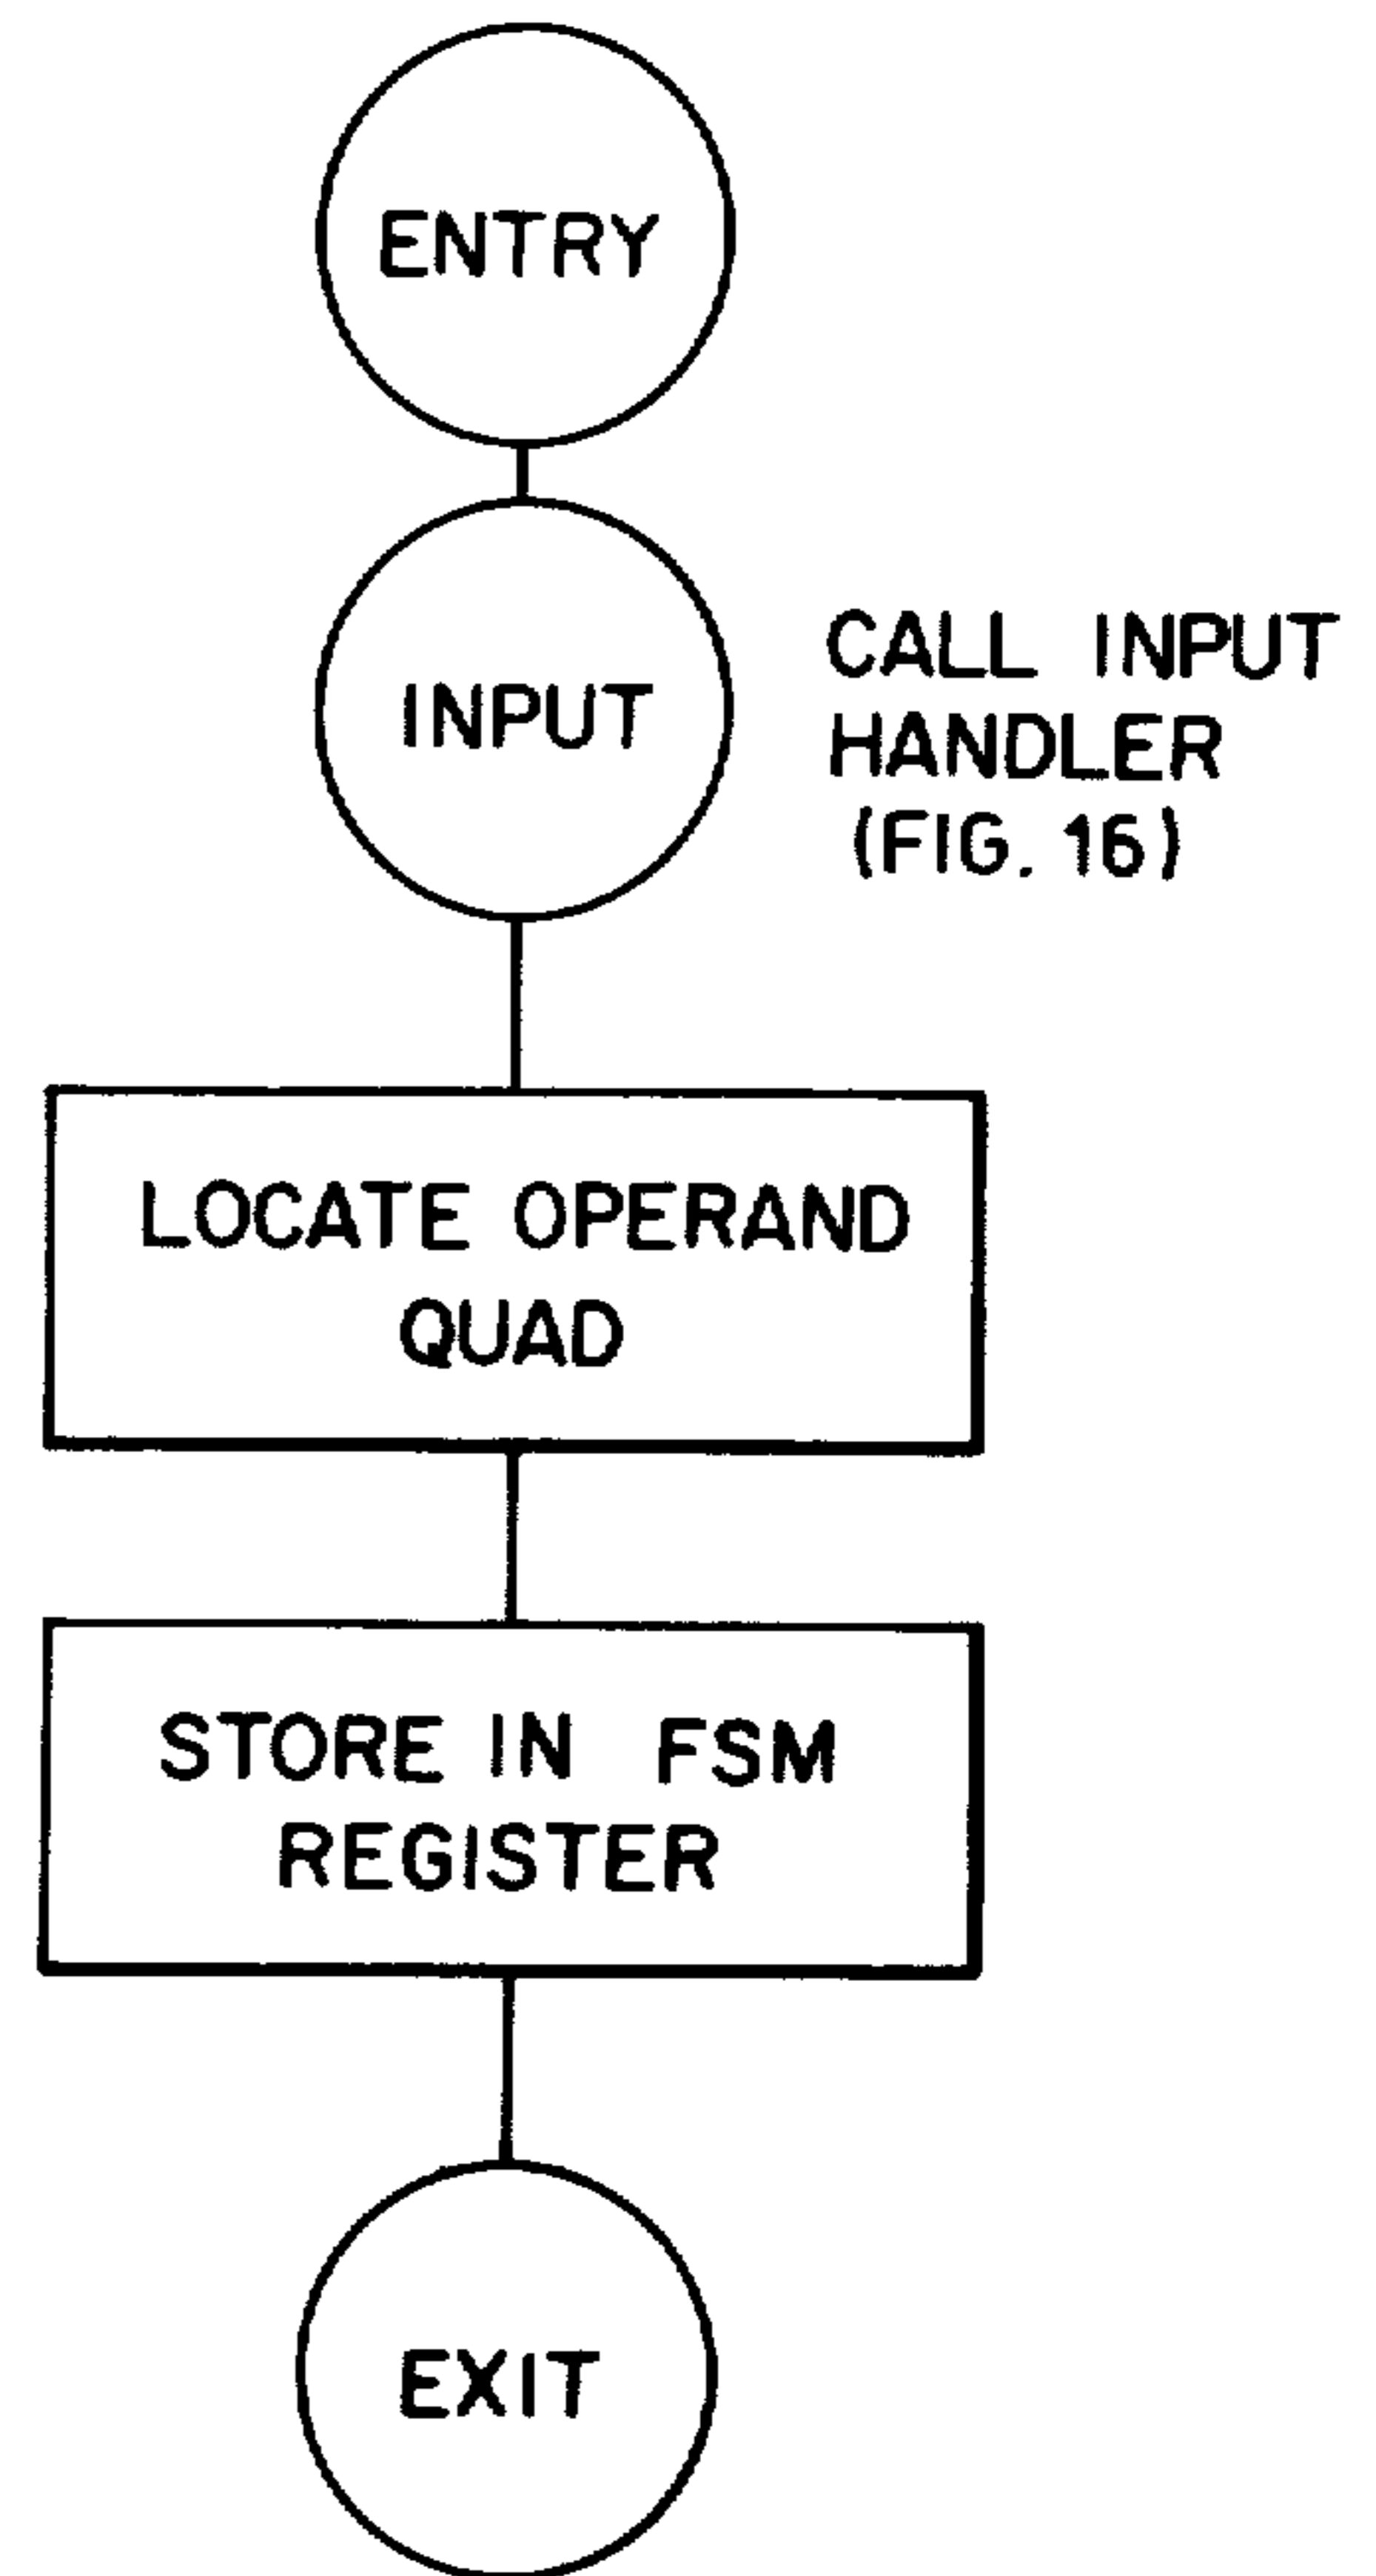 ENTRY
INPUT
CALL INPUT
HANDLER
(FIG. 16)
LOCATE OPERAND
QUAD
STORE IN FSM
REGISTER
EXIT